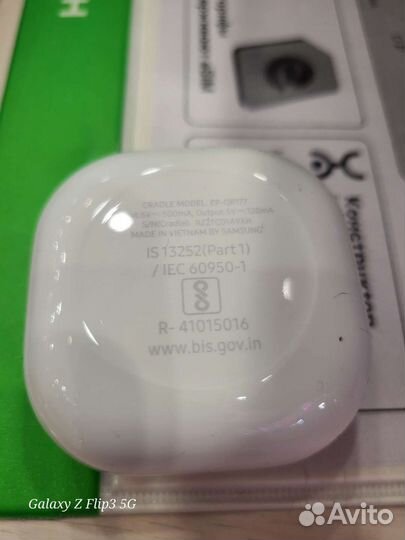 H
CRADLE MODEL EP-QR177
MADE IN VIETNAM BY SAMSUNG
IS 13252(Part 1)
/ IEC 60950-1
R- 41015016
www.bis.gov.in
Конструктор
Galaxy Z Flip3 5G
Avito